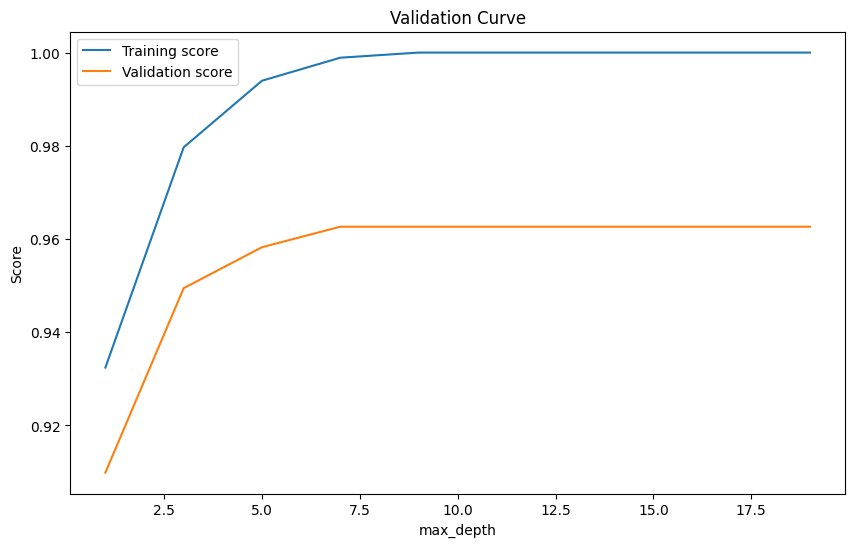 Validation Curve
Training score
Validation score
1.00
0.98
0.96
0.94
0.92
Score
2.5 5.0 7.5 10.0 12.5 15.0 17.5
max_depth